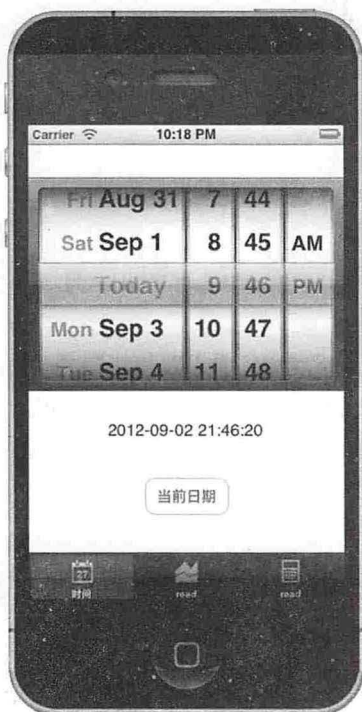 Carrier 10:18 PM
Fri Aug 31 7 44
Sat Sep 1 8 45 AM
Today 9 46 PM
Mon Sep 3 10 47
Tue Sep 4 11 48
2012-09-02 21:46:20
当前日期
27
时间 read read